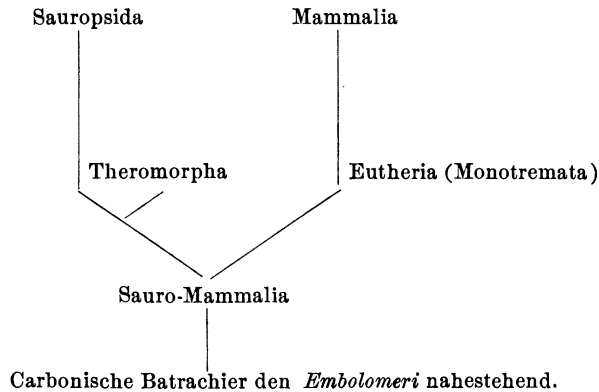 Sauropsida
Mammalia
Theromorpha
Eutheria (Monotremata)
Sauro-Mammalia
Carbonische Batrachier den Embolomeri nahestehend.